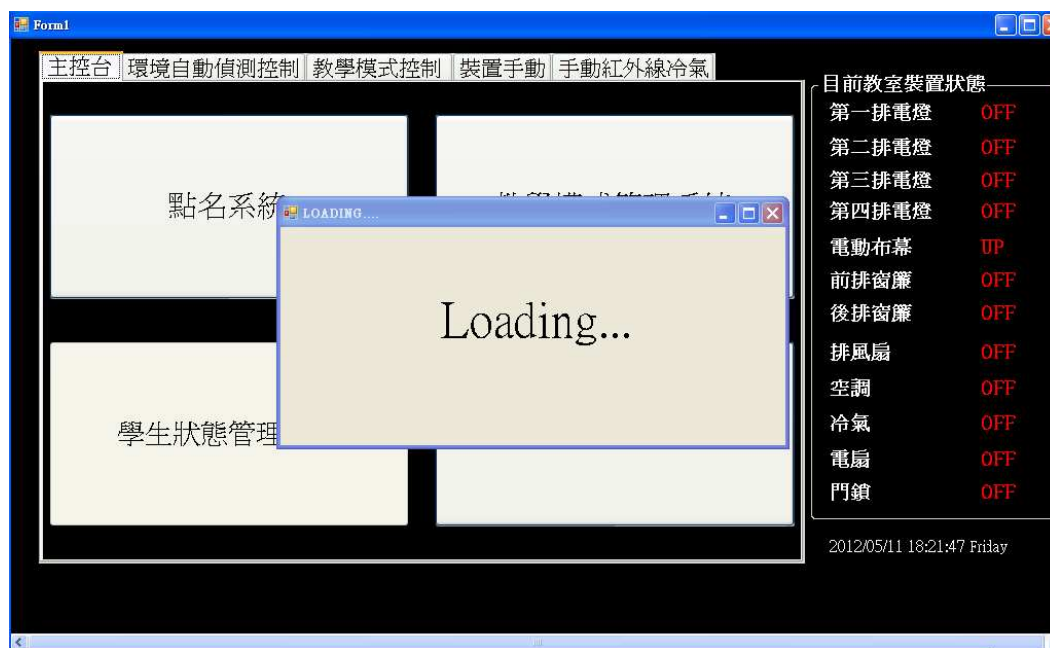 Form1
主控台 環境自動偵測控制 教學模式控制 裝置手動 手動紅外線冷氣
點名系統
LOADING....
Loading...
學生狀態管理
目前教室裝置狀態
第一排電燈 OFF
第二排電燈 OFF
第三排電燈 OFF
第四排電燈 OFF
電動布幕 UP
前排窗簾 OFF
後排窗簾 OFF
排風扇 OFF
空調 OFF
冷氣 OFF
電扇 OFF
門鎖 OFF
2012/05/11 18:21:47 Friday